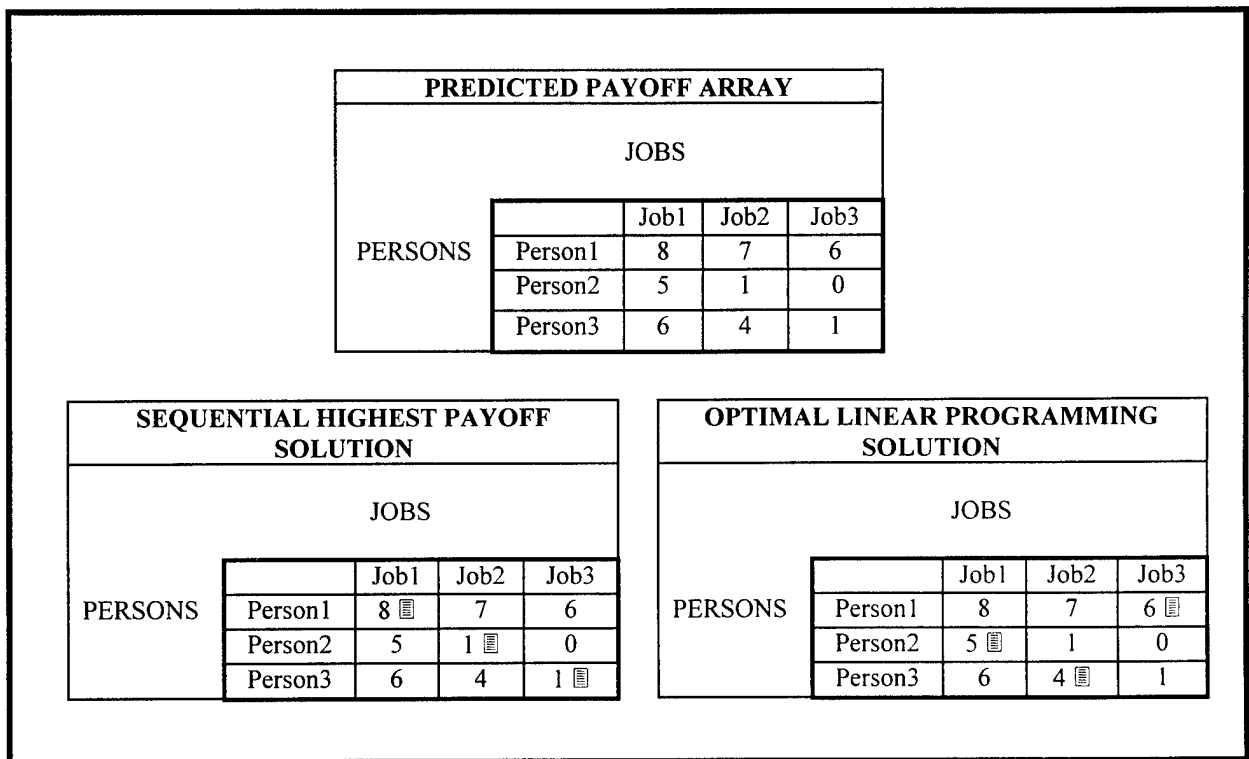 PREDICTED PAYOFF ARRAY
JOBS
Job1 Job2 Job3
PERSONS Person1 8 7 6
Person2 5 1 0
Person3 6 4 1
SEQUENTIAL HIGHEST PAYOFF
SOLUTION
JOBS
Job1 Job2 Job3
PERSONS Person1 8 7 6
Person2 5 1 0
Person3 6 4 1
OPTIMAL LINEAR PROGRAMMING
SOLUTION
JOBS
Job1 Job2 Job3
PERSONS Person1 8 7 6
Person2 5 1 0
Person3 6 4 1